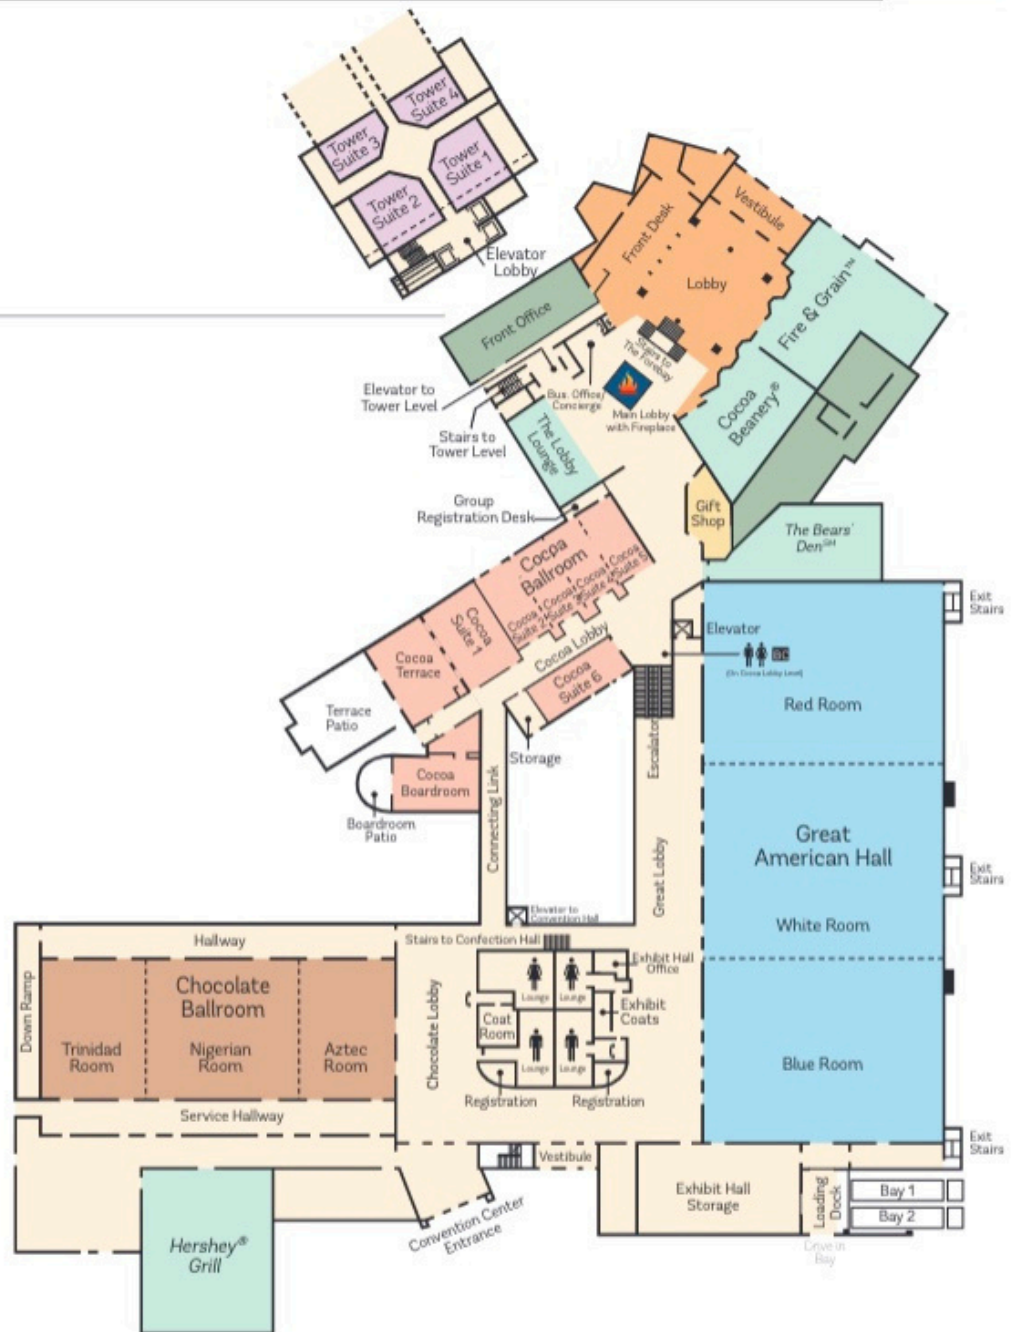 Tower
Suite 4
Tower
Suite 3
Tower
Suite 1
Tower
Suite 2
Elevator
Lobby
Vestibule
Front Desk
Lobby
Fire & Grain™
Front Office
Stairs to
The Forebay
Elevator to
Tower Level
Bus. Office/
Concierge
Main Lobby
with Fireplace
Cocoa
Beanery®
Stairs to
Tower Level
The Lobby
Lounge
Group
Registration Desk
Gift
Shop
The Bears'
Den℠
Cocoa
Ballroom
Cocoa
Suite 1
Cocoa
Suite 2
Cocoa
Suite 3
Cocoa
Suite 4
Cocoa
Suite 5
Exit
Stairs
Elevator
Cocoa Lobby
(On Cocoa Lobby Level)
Cocoa
Terrace
Cocoa
Suite 6
Terrace
Patio
Red Room
Storage
Escalator
Cocoa
Boardroom
Boardroom
Patio
Connecting Link
Great Lobby
Great
American Hall
Exit
Stairs
Elevator to
Convention Hall
White Room
Hallway
Stairs to Confection Hall
Exhibit Hall
Office
Down Ramp
Chocolate
Ballroom
Chocolate Lobby
Lounge
Lounge
Exhibit
Coats
Coat
Room
Trinidad
Room
Nigerian
Room
Aztec
Room
Lounge
Lounge
Blue Room
Registration
Registration
Service Hallway
Vestibule
Exit
Stairs
Convention Center
Entrance
Exhibit Hall
Storage
Loading
Dock
Bay 1
Bay 2
Drive in
Bay
Hershey®
Grill